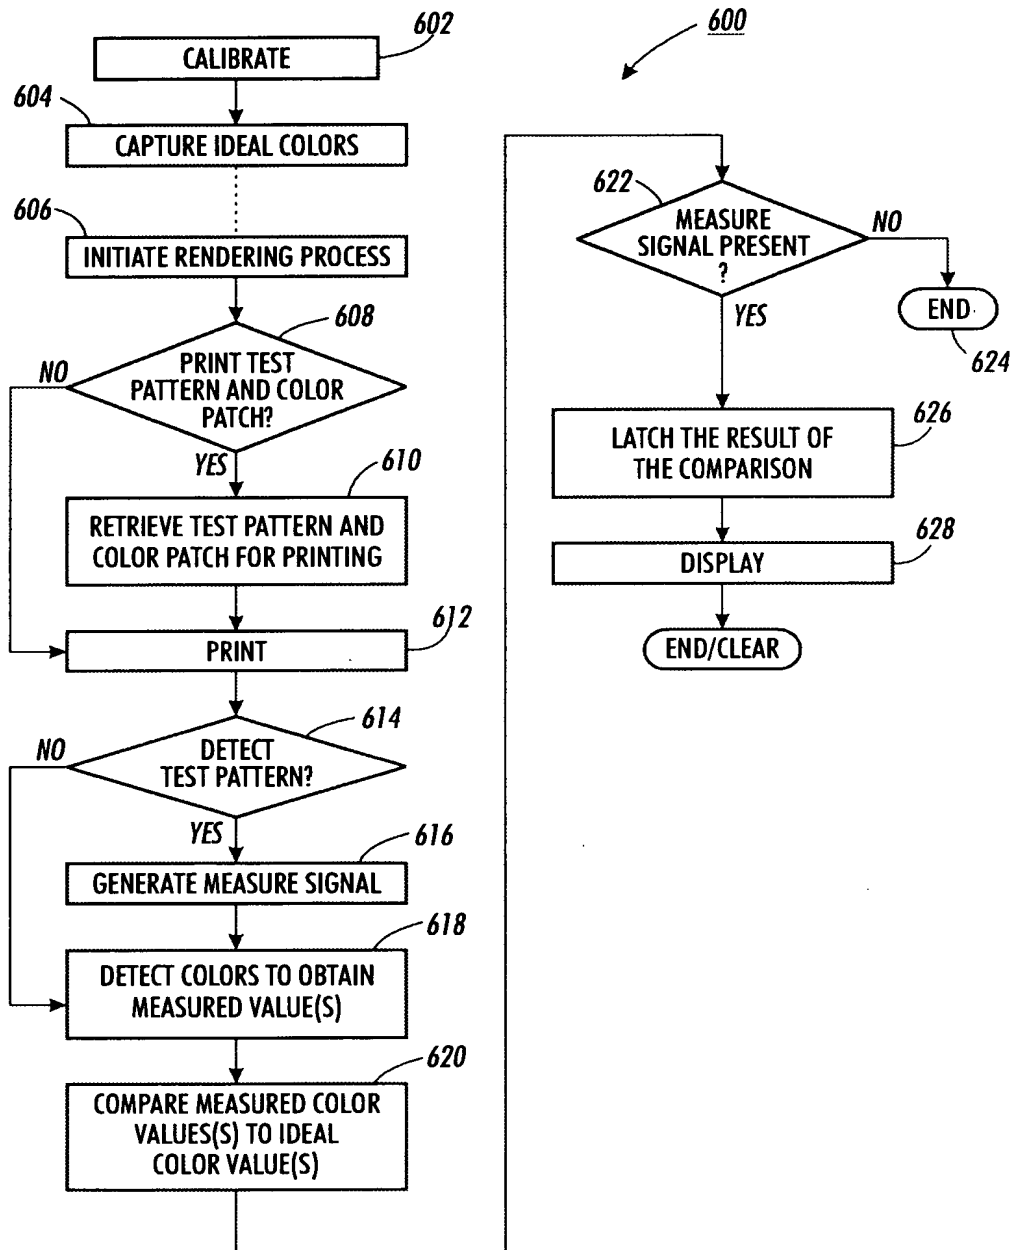 602
CALIBRATE
604
CAPTURE IDEAL COLORS
606
INITIATE RENDERING PROCESS
608
PRINT TEST
PATTERN AND COLOR
PATCH?
NO
YES
610
RETRIEVE TEST PATTERN AND
COLOR PATCH FOR PRINTING
612
PRINT
614
DETECT
TEST PATTERN?
NO
YES
616
GENERATE MEASURE SIGNAL
618
DETECT COLORS TO OBTAIN
MEASURED VALUE(S)
620
COMPARE MEASURED COLOR
VALUES(S) TO IDEAL
COLOR VALUE(S)
600
622
MEASURE
SIGNAL PRESENT
?
NO
END
624
YES
626
LATCH THE RESULT OF
THE COMPARISON
628
DISPLAY
END/CLEAR